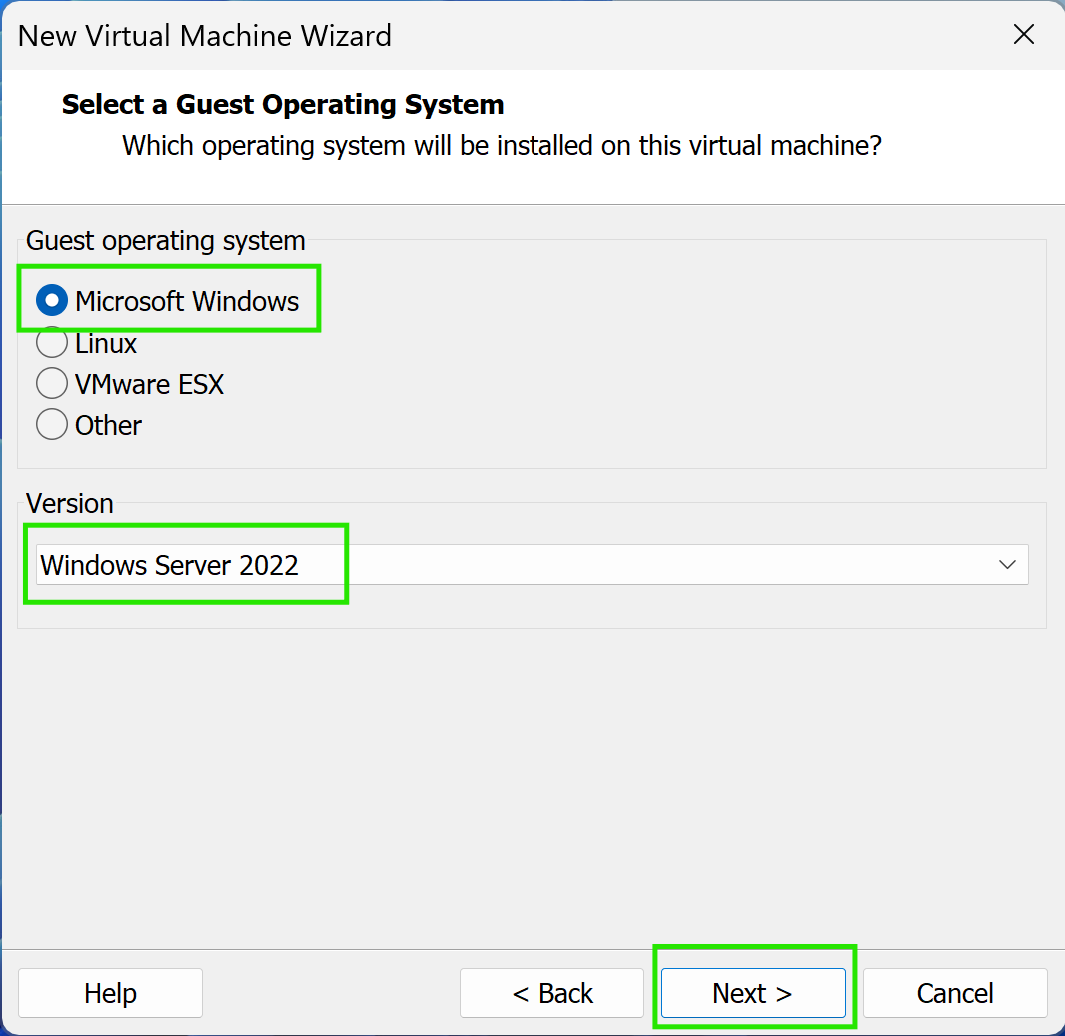 New Virtual Machine Wizard
Select a Guest Operating System
Which operating system will be installed on this virtual machine?
Guest operating system
Microsoft Windows
Linux
VMware ESX
Other
Version
Windows Server 2022
Help
< Back
Next >
Cancel